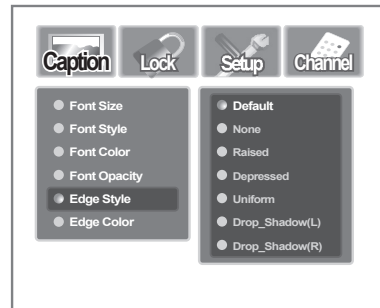 Caption Lock Setup Channel
Font Size
Font Style
Font Color
Font Opacity
Edge Style
Edge Color
Default
None
Raised
Depressed
Uniform
Drop_Shadow(L)
Drop_Shadow(R)